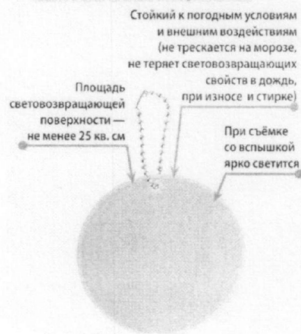 Стойкий к погодным условиям
и внешним воздействиям
(не трескается на морозе,
не теряет световозвращающих
свойств в дождь,
при износе и стирке)
Площадь
световозвращающей
поверхности —
не менее 25 кв. см
При съёмке
со вспышкой
ярко светится